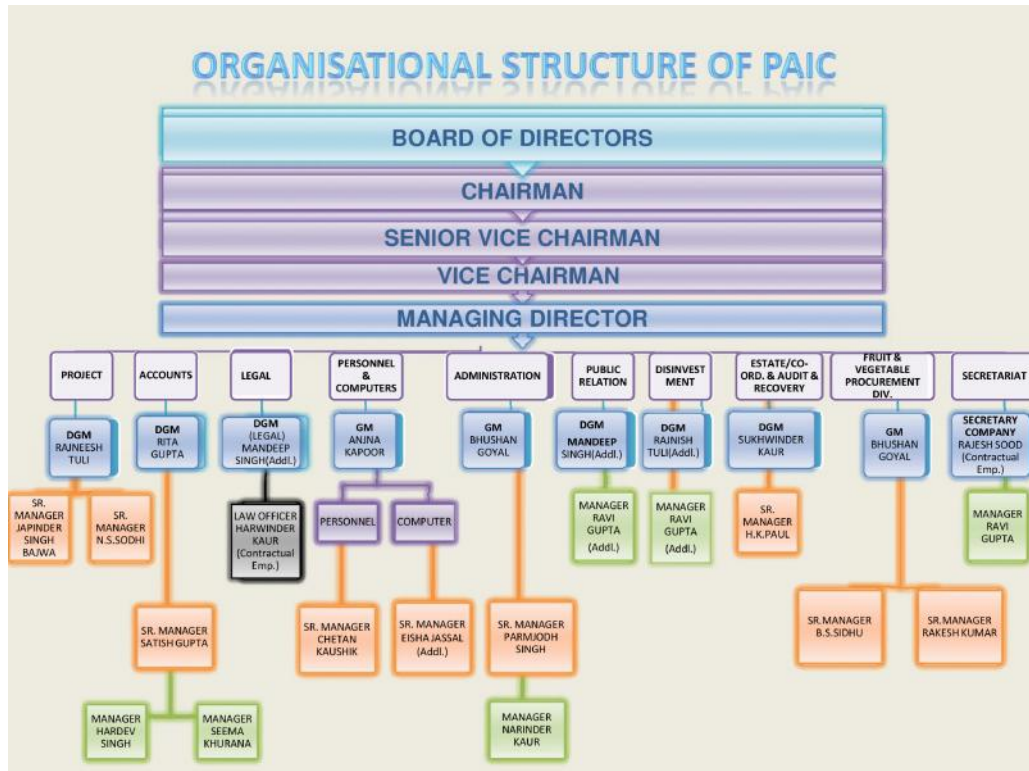 ORGANISATIONAL STRUCTURE OF PAIC
BOARD OF DIRECTORS
CHAIRMAN
SENIOR VICE CHAIRMAN
VICE CHAIRMAN
MANAGING DIRECTOR
PROJECT
ACCOUNTS
LEGAL
PERSONNEL
&
COMPUTERS
ADMINISTRATION
PUBLIC
RELATION
DISINVEST
MENT
ESTATE/CO-
ORD. & AUDIT &
RECOVERY
FRUIT &
VEGETABLE
PROCUREMENT
DIV.
SECRETARIAT
DGM
RAJNEESH
TULI
DGM
RITA
GUPTA
DGM
(LEGAL)
MANDEEP
SINGH(Addl.)
GM
ANJNA
KAPOOR
GM
BHUSHAN
GOYAL
DGM
MANDEEP
SINGH(Addl.)
DGM
RAJNISH
TULI(Addl.)
DGM
SUKHWINDER
KAUR
GM
BHUSHAN
GOYAL
SECRETARY
COMPANY
RAJESH SOOD
(Contractual
Emp.)
SR.
MANAGER
JAPINDER
SINGH
BAJWA
SR.
MANAGER
N.S.SODHI
LAW OFFICER
HARWINDER
KAUR
(Contractual
Emp.)
PERSONNEL
COMPUTER
MANAGER
RAVI
GUPTA
(Addl.)
MANAGER
RAVI
GUPTA
(Addl.)
SR.
MANAGER
H.K.PAUL
MANAGER
RAVI
GUPTA
SR. MANAGER
SATISH GUPTA
SR. MANAGER
CHETAN
KAUSHIK
SR. MANAGER
EISHA JASSAL
(Addl.)
SR. MANAGER
PARMJODH
SINGH
SR.MANAGER
B.S.SIDHU
SR.MANAGER
RAKESH KUMAR
MANAGER
HARDEV
SINGH
MANAGER
SEEMA
KHURANA
MANAGER
NARINDER
KAUR